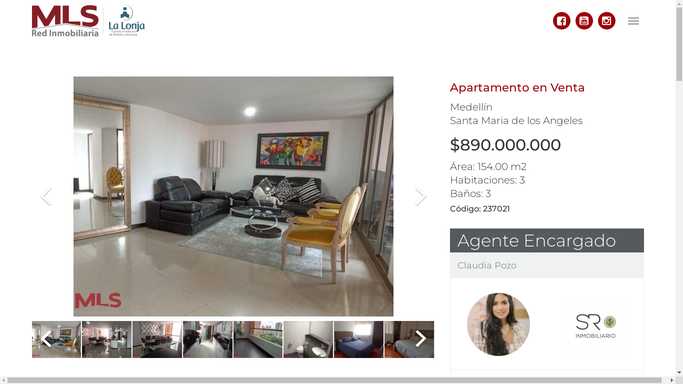 MLS
Red Inmobiliaria
La Lonja
Apartamento en Venta
Medellín
Santa Maria de los Angeles
$890.000.000
Área: 154.00 m2
Habitaciones: 3
Baños: 3
Código: 237021
Agente Encargado
Claudia Pozo
MLS
SR
INMOBILIARIO